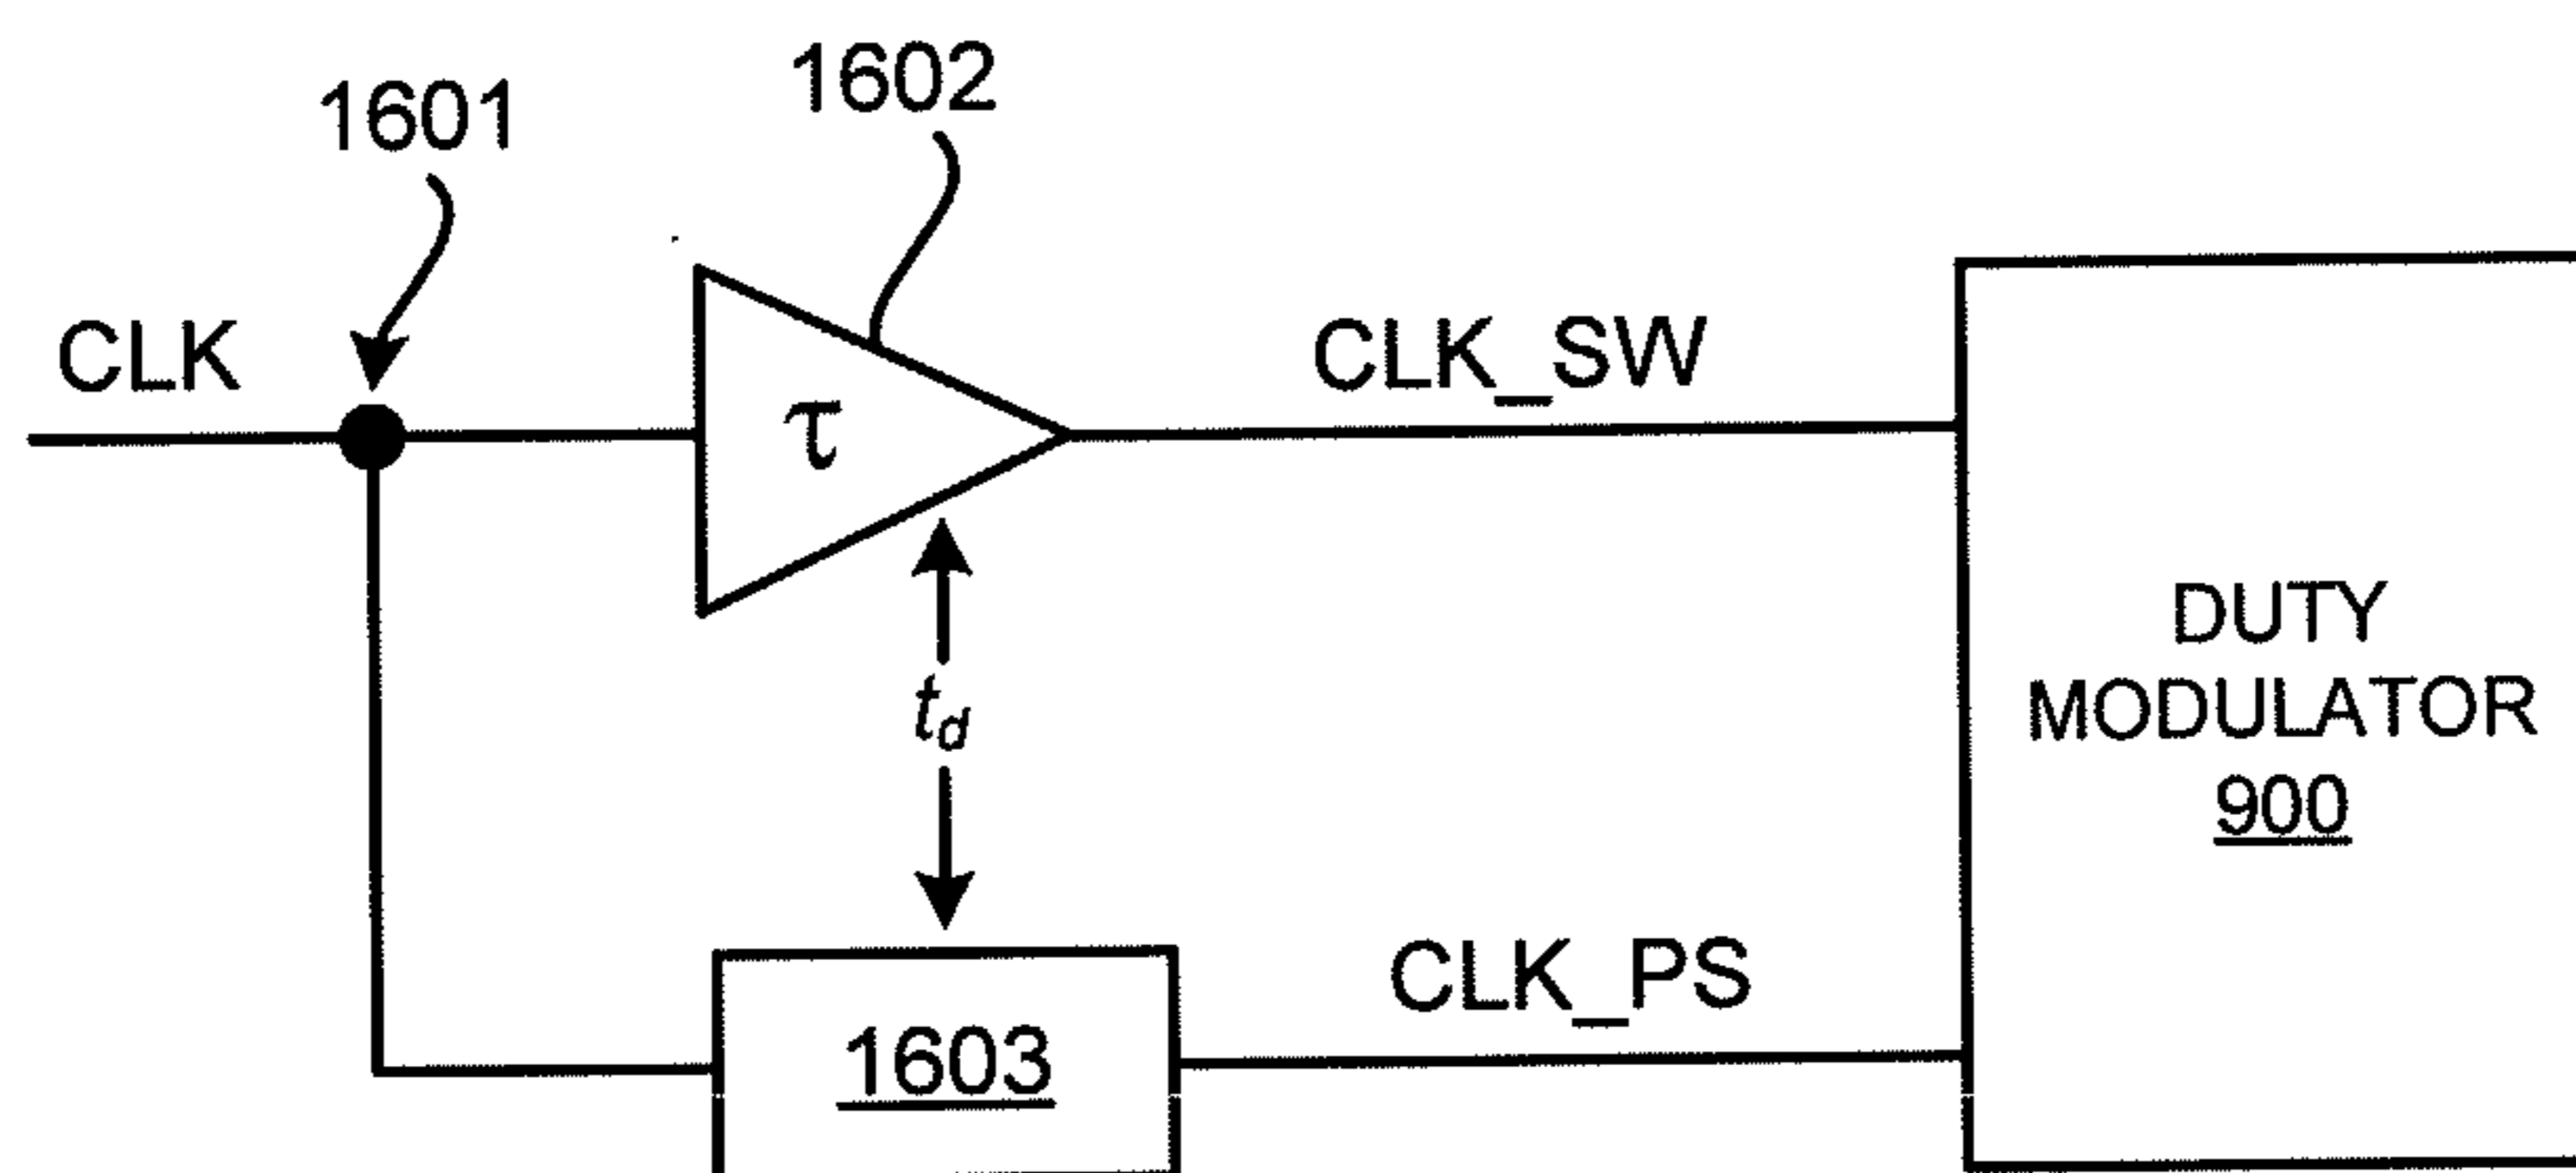 1602
1601
CLK
τ
CLK_SW
t_d
DUTY
MODULATOR
900
CLK_PS
1603